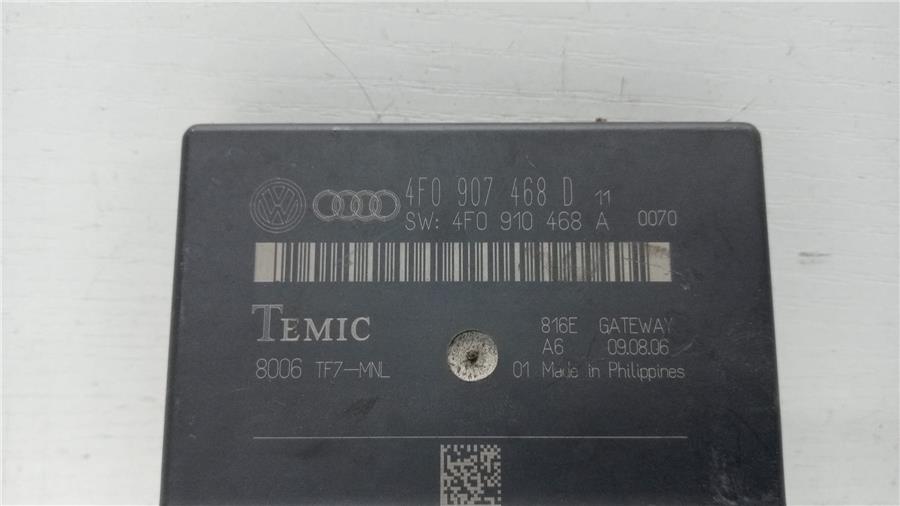 4F0 907 468 D 11
SW: 4F0 910 468 A 0070
TEMIC
816E GATEWAY
A6 09.08.06
8006 TF7-MNL
01 Made in Philippines